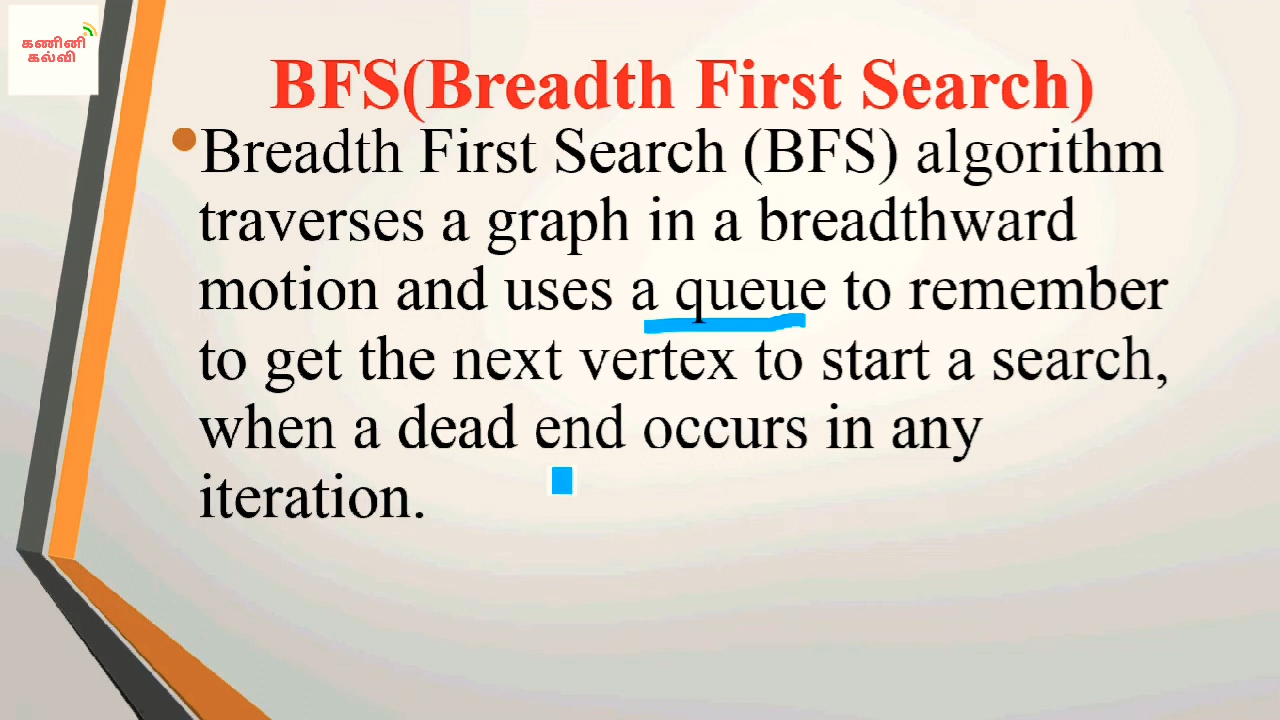 கணினி
கல்வி
BFS(Breadth First Search)
Breadth First Search (BFS) algorithm
traverses a graph in a breadthward
motion and uses a queue to remember
to get the next vertex to start a search,
when a dead end occurs in any
iteration.